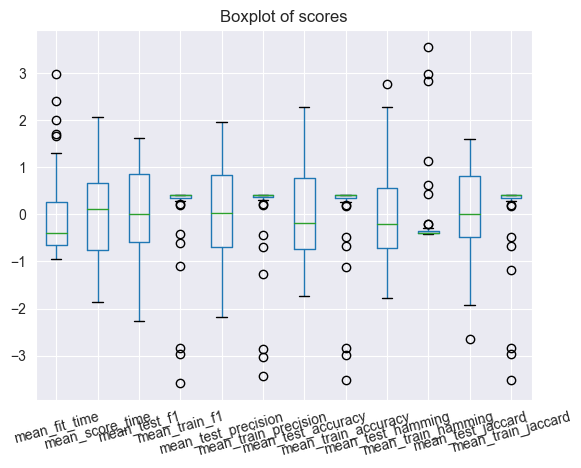 Boxplot of scores
3
2
1
0
−1
−2
−3
mean_fit_time
mean_score_time
mean_test_f1
mean_train_f1
mean_test_precision
mean_train_precision
mean_test_accuracy
mean_train_accuracy
mean_test_hamming
mean_train_hamming
mean_test_jaccard
mean_train_jaccard